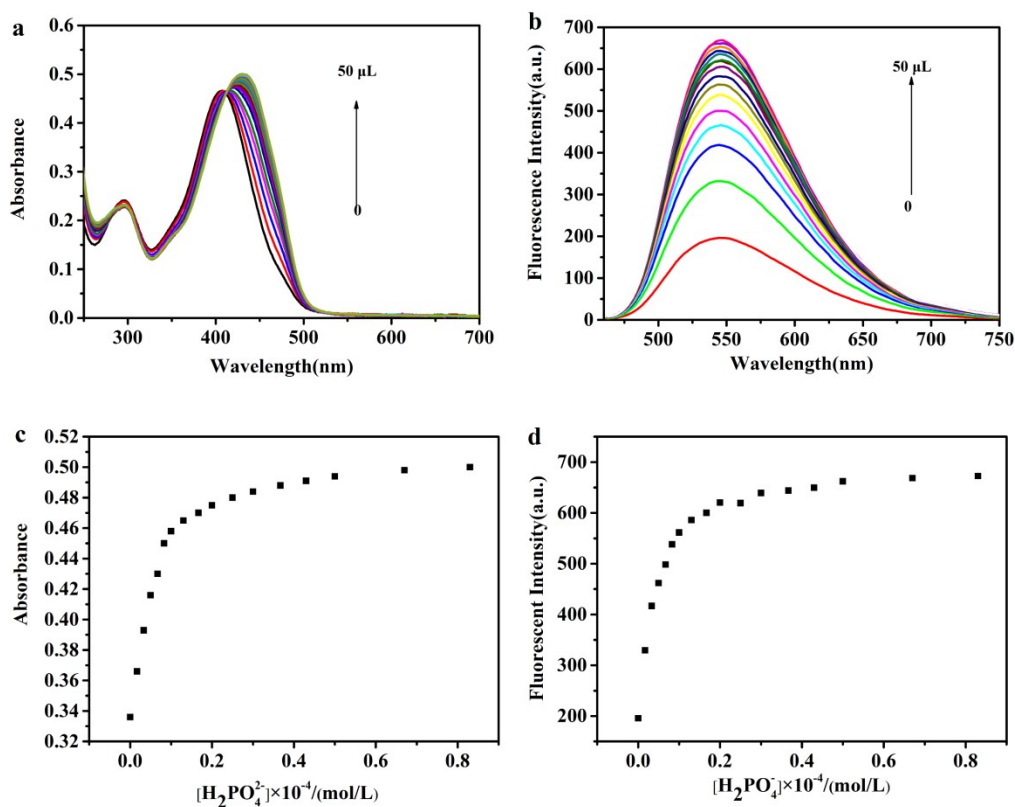 a
0.6
0.5
0.4
0.3
0.2
0.1
0.0
Absorbance
50 μL
0
300 400 500 600 700
Wavelength(nm)
b
700
600
500
400
300
200
100
0
Fluorescence Intensity(a.u.)
50 μL
0
500 550 600 650 700 750
Wavelength(nm)
c
0.52
0.50
0.48
0.46
0.44
0.42
0.40
0.38
0.36
0.34
0.32
Absorbance
0.0 0.2 0.4 0.6 0.8
[H₂PO₄²⁻]×10⁻⁴/(mol/L)
d
700
600
500
400
300
200
Fluorescent Intensity(a.u.)
0.0 0.2 0.4 0.6 0.8
[H₂PO₄⁻]×10⁻⁴/(mol/L)